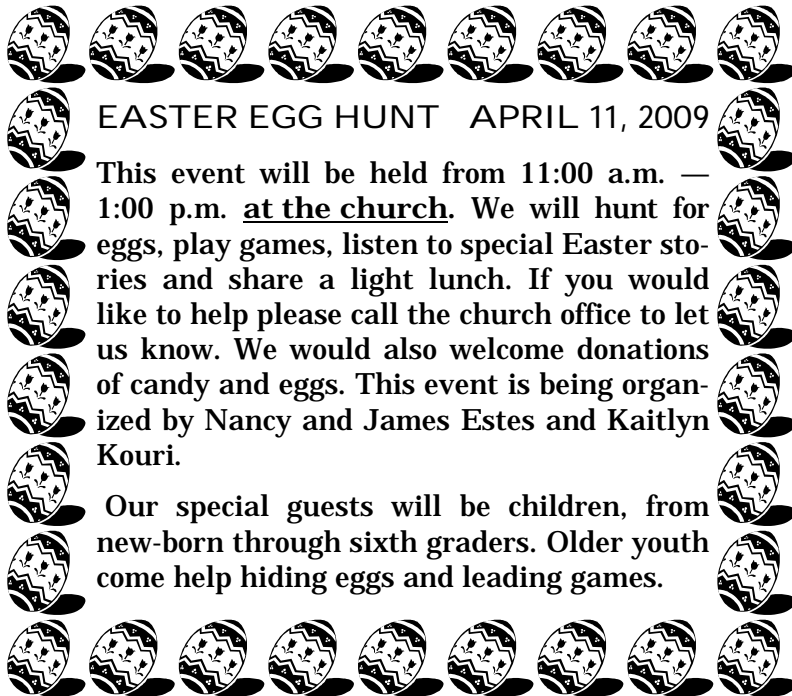 EASTER EGG HUNT APRIL 11, 2009
This event will be held from 11:00 a.m. —
1:00 p.m. at the church. We will hunt for
eggs, play games, listen to special Easter sto-
ries and share a light lunch. If you would
like to help please call the church office to let
us know. We would also welcome donations
of candy and eggs. This event is being organ-
ized by Nancy and James Estes and Kaitlyn
Kouri.
Our special guests will be children, from
new-born through sixth graders. Older youth
come help hiding eggs and leading games.